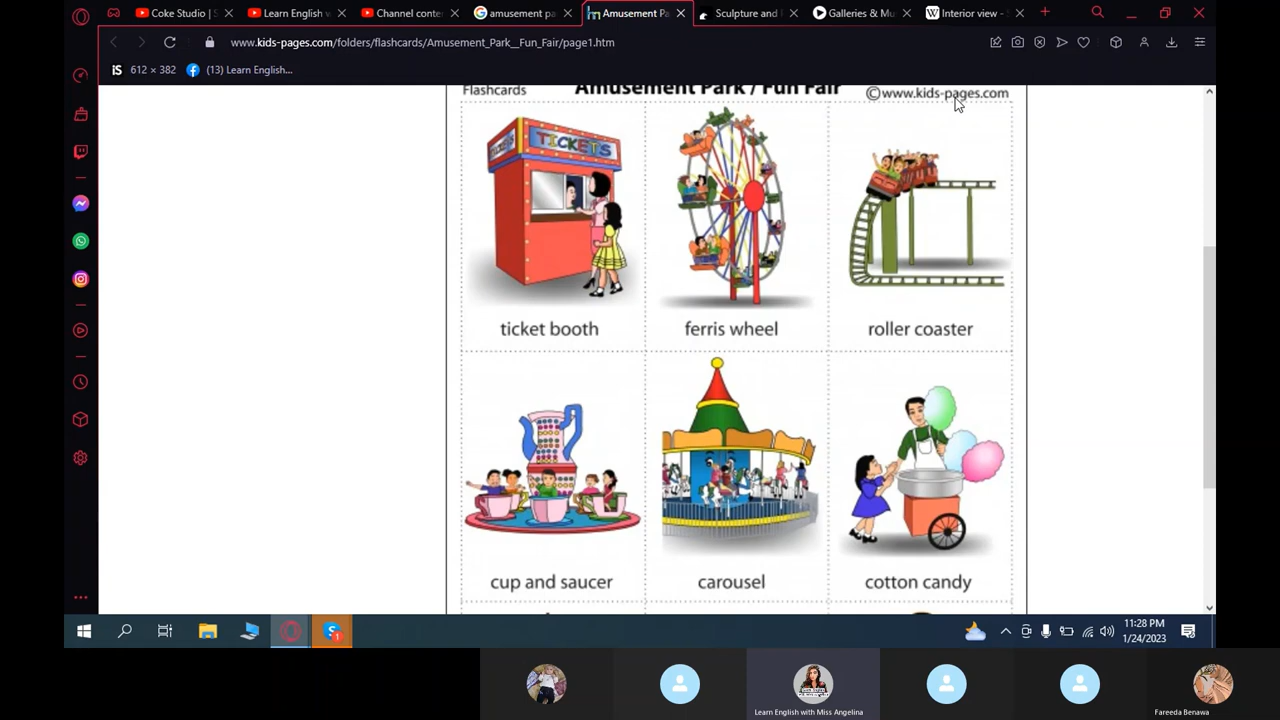 Coke Studio | S
Learn English w
Channel conte
amusement pa
Amusement Pa
Sculpture and
Galleries & Mu
Interior view -
www.kids-pages.com/folders/flashcards/Amusement_Park__Fun_Fair/page1.htm
iS 612 × 382
(13) Learn English...
Flashcards
Amusement Park / Fun Fair
©www.kids-pages.com
TICKETS
TICKETS
ticket booth
ferris wheel
roller coaster
cup and saucer
carousel
cotton candy
11:28 PM
1/24/2023
Learn English with Miss Angelina
Fareeda Benawa